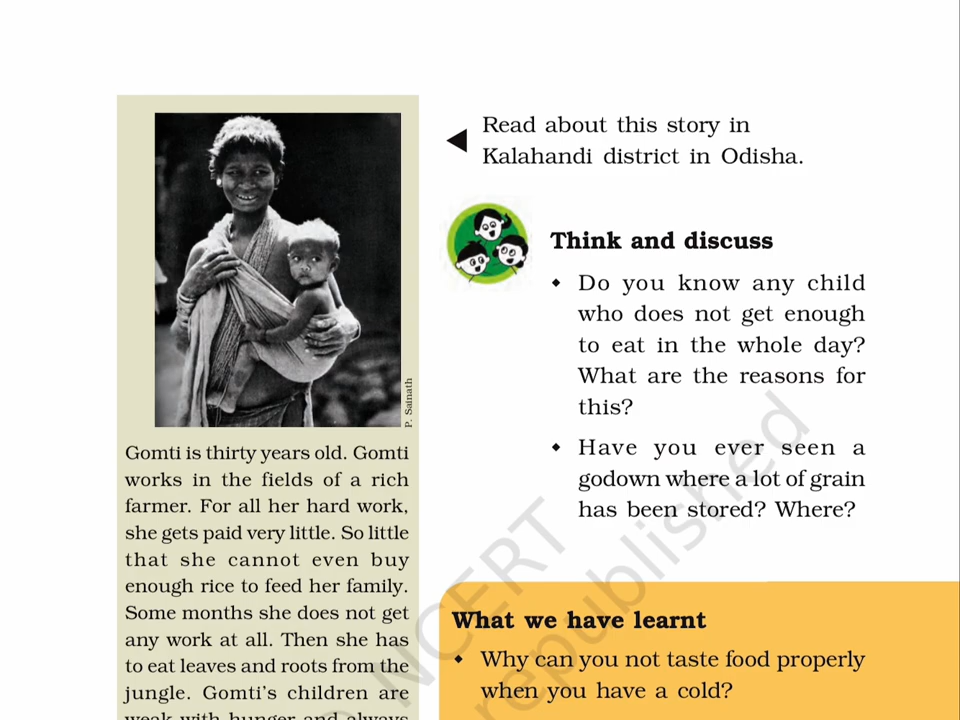 P. Sainath
Gomti is thirty years old. Gomti
works in the fields of a rich
farmer. For all her hard work,
she gets paid very little. So little
that she cannot even buy
enough rice to feed her family.
Some months she does not get
any work at all. Then she has
to eat leaves and roots from the
jungle. Gomti's children are
weak with hunger and always
Read about this story in
Kalahandi district in Odisha.
Think and discuss
◆ Do you know any child
who does not get enough
to eat in the whole day?
What are the reasons for
this?
◆ Have you ever seen a
godown where a lot of grain
has been stored? Where?
What we have learnt
◆ Why can you not taste food properly
when you have a cold?
© NCERT
republished